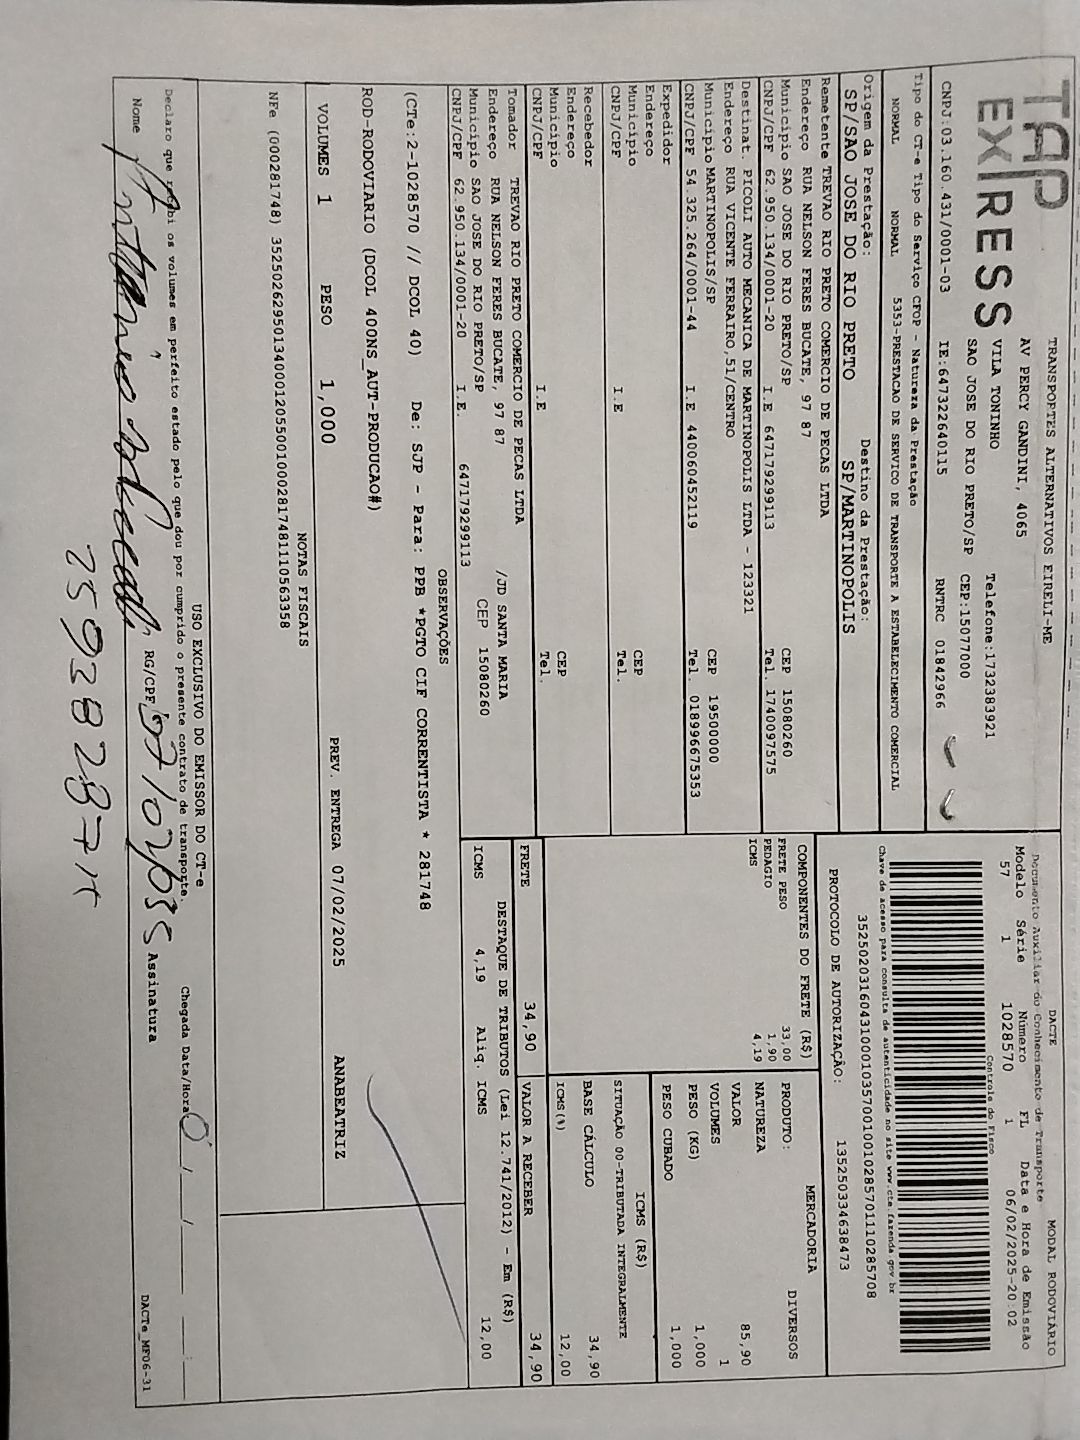 TAP
EXPRESS
TRANSPORTES ALTERNATIVOS EIRELI-ME
AV PERCY GANDINI, 4065
VILA TONINHO
SAO JOSE DO RIO PRETO/SP
Telefone:1732383921
CEP:15077000
CNPJ:03.160.431/0001-03 IE:647322640115 RNTRC 01842966
Tipo do CT-e Tipo do Serviço CFOP - Natureza da Prestação
NORMAL NORMAL 5353-PRESTACAO DE SERVICO DE TRANSPORTE A ESTABELECIMENTO COMERCIAL
Origem da Prestação: Destino da Prestação:
SP/SAO JOSE DO RIO PRETO SP/MARTINOPOLIS
Remetente TREVAO RIO PRETO COMERCIO DE PECAS LTDA
Endereço RUA NELSON FERES BUCATE, 97 87
Município SAO JOSE DO RIO PRETO/SP CEP 15080260
CNPJ/CPF 62.950.134/0001-20 I.E 647179299113 Tel. 1740097575
Destinat. PICOLI AUTO MECANICA DE MARTINOPOLIS LTDA - 123321
Endereço RUA VICENTE FERRAIRO,51/CENTRO
Município MARTINOPOLIS/SP CEP 19500000
CNPJ/CPF 54.325.264/0001-44 I.E 440060452119 Tel. 018996675353
Expedidor
Endereço
Município CEP
CNPJ/CPF I.E Tel.
Recebedor
Endereço
Município CEP
CNPJ/CPF I.E Tel.
Tomador TREVAO RIO PRETO COMERCIO DE PECAS LTDA
Endereço RUA NELSON FERES BUCATE, 97 87 /JD SANTA MARIA
Município SAO JOSE DO RIO PRETO/SP CEP 15080260
CNPJ/CPF 62.950.134/0001-20 I.E. 647179299113
DACTE MODAL RODOVIÁRIO
Documento Auxiliar do Conhecimento de Transporte
Modelo Série Número FL Data e Hora de Emissão
57 1 1028570 1 06/02/2025-20:02
Controle do Fisco
Chave de acesso para consulta de autenticidade no site www.cte.fazenda.gov.br
35250203160431000103570010010285701110285708
PROTOCOLO DE AUTORIZAÇÃO: 135250334638473
COMPONENTES DO FRETE (R$)
FRETE PESO 33,00
PEDAGIO 1,90
ICMS 4,19
MERCADORIA
PRODUTO: DIVERSOS
NATUREZA
VALOR 85,90
VOLUMES 1
PESO (KG) 1,000
PESO CUBADO 1,000
ICMS (R$)
SITUAÇÃO 00-TRIBUTADA INTEGRALMENTE
BASE CÁLCULO 34,90
ICMS(%) 12,00
FRETE 34,90 VALOR A RECEBER 34,90
DESTAQUE DE TRIBUTOS (Lei 12.741/2012) - Em (R$)
ICMS 4,19 Aliq. ICMS 12,00
OBSERVAÇÕES
(CTe:2-1028570 // DCOL 40) De: SJP - Para: PPB *PGTO CIF CORRENTISTA * 281748
ROD-RODOVIARIO (DCOL 400NS_AUT-PRODUCAO#)
VOLUMES 1 PESO 1,000 PREV. ENTREGA 07/02/2025 ANABEATRIZ
NOTAS FISCAIS
NFe (000281748) 35250262950134000120550010002817481110563358
USO EXCLUSIVO DO EMISSOR DO CT-e
Declaro que recebi os volumes em perfeito estado pelo que dou por cumprido o presente contrato de transporte.
Chegada Data/Hora / /
Nome RG/CPF Assinatura
DACTe_MF06-31